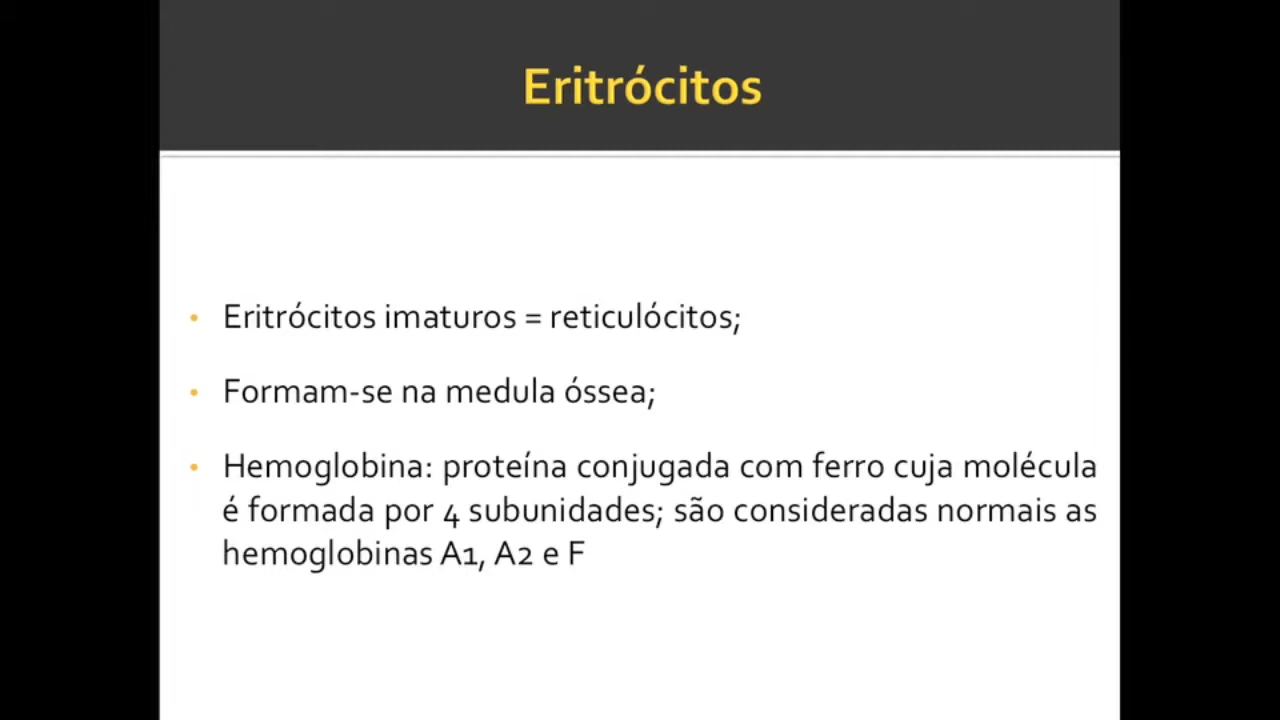 Eritrócitos
• Eritrócitos imaturos = reticulócitos;
• Formam-se na medula óssea;
• Hemoglobina: proteína conjugada com ferro cuja molécula
é formada por 4 subunidades; são consideradas normais as
hemoglobinas A1, A2 e F